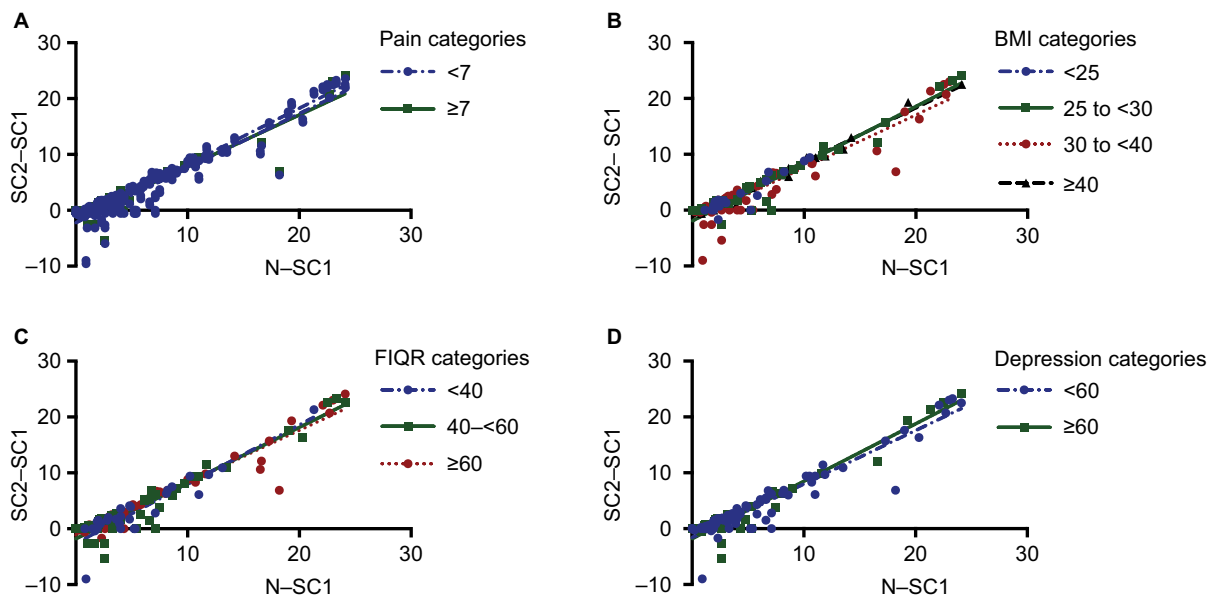 A
Pain categories
<7
≥7
SC2–SC1
30
20
10
0
–10
10
20
30
N–SC1
B
BMI categories
<25
25 to <30
30 to <40
≥40
SC2– SC1
30
20
10
0
–10
10
20
30
N–SC1
C
FIQR categories
<40
40–<60
≥60
SC2–SC1
30
20
10
0
–10
10
20
30
N–SC1
D
Depression categories
<60
≥60
SC2–SC1
30
20
10
0
–10
10
20
30
N–SC1